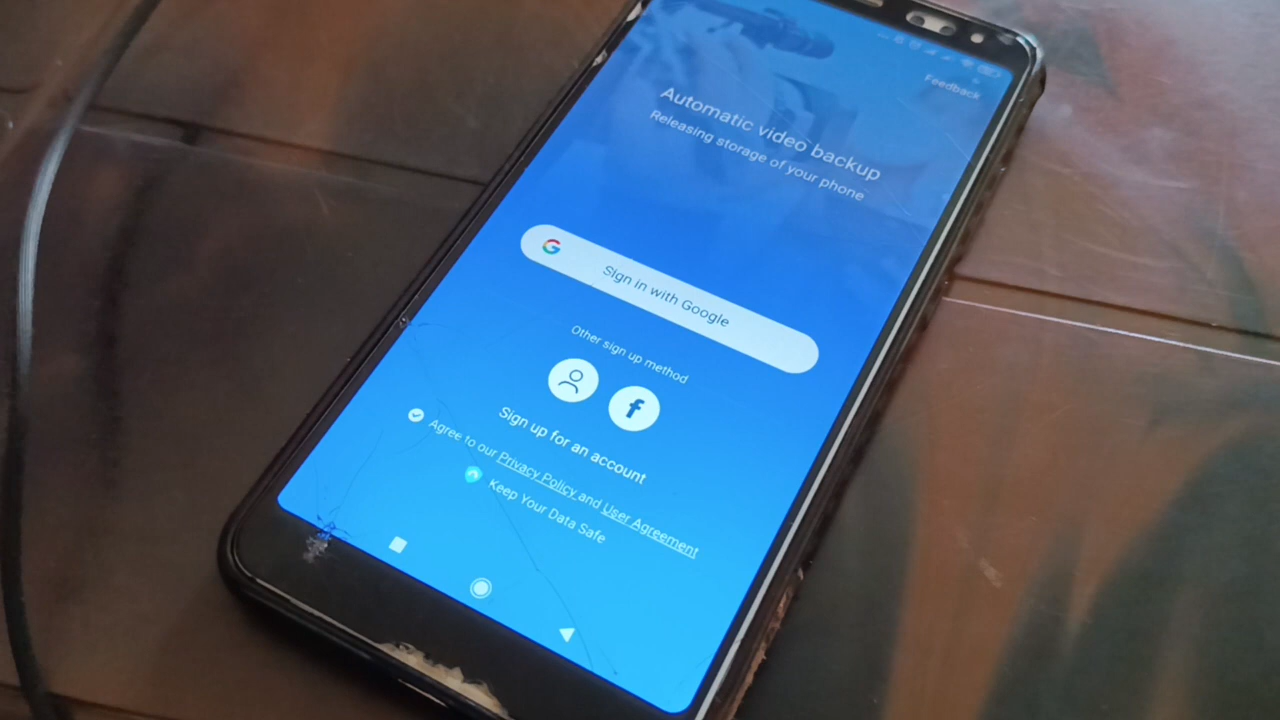 Feedback
Automatic video backup
Releasing storage of your phone
Sign in with Google
Other sign up method
Sign up for an account
Agree to our Privacy Policy and User Agreement
Keep Your Data Safe